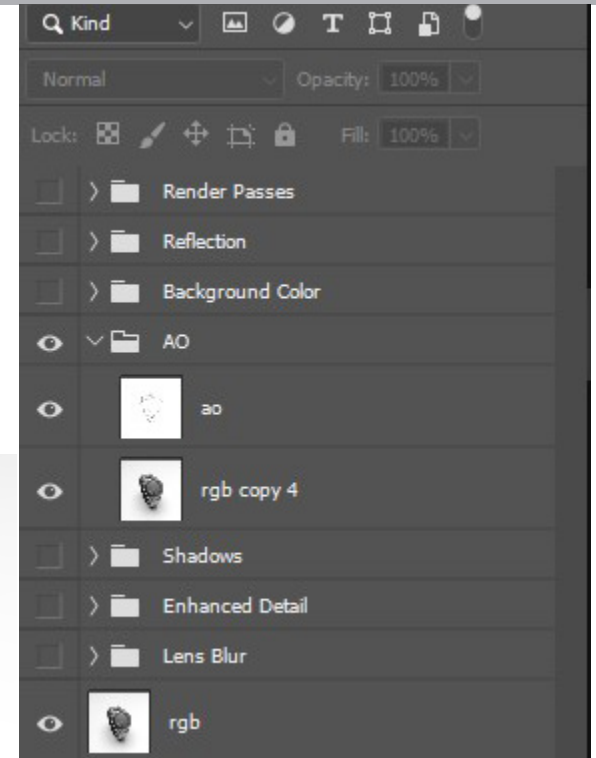 Kind
Normal Opacity: 100%
Lock: Fill: 100%
Render Passes
Reflection
Background Color
AO
ao
rgb copy 4
Shadows
Enhanced Detail
Lens Blur
rgb